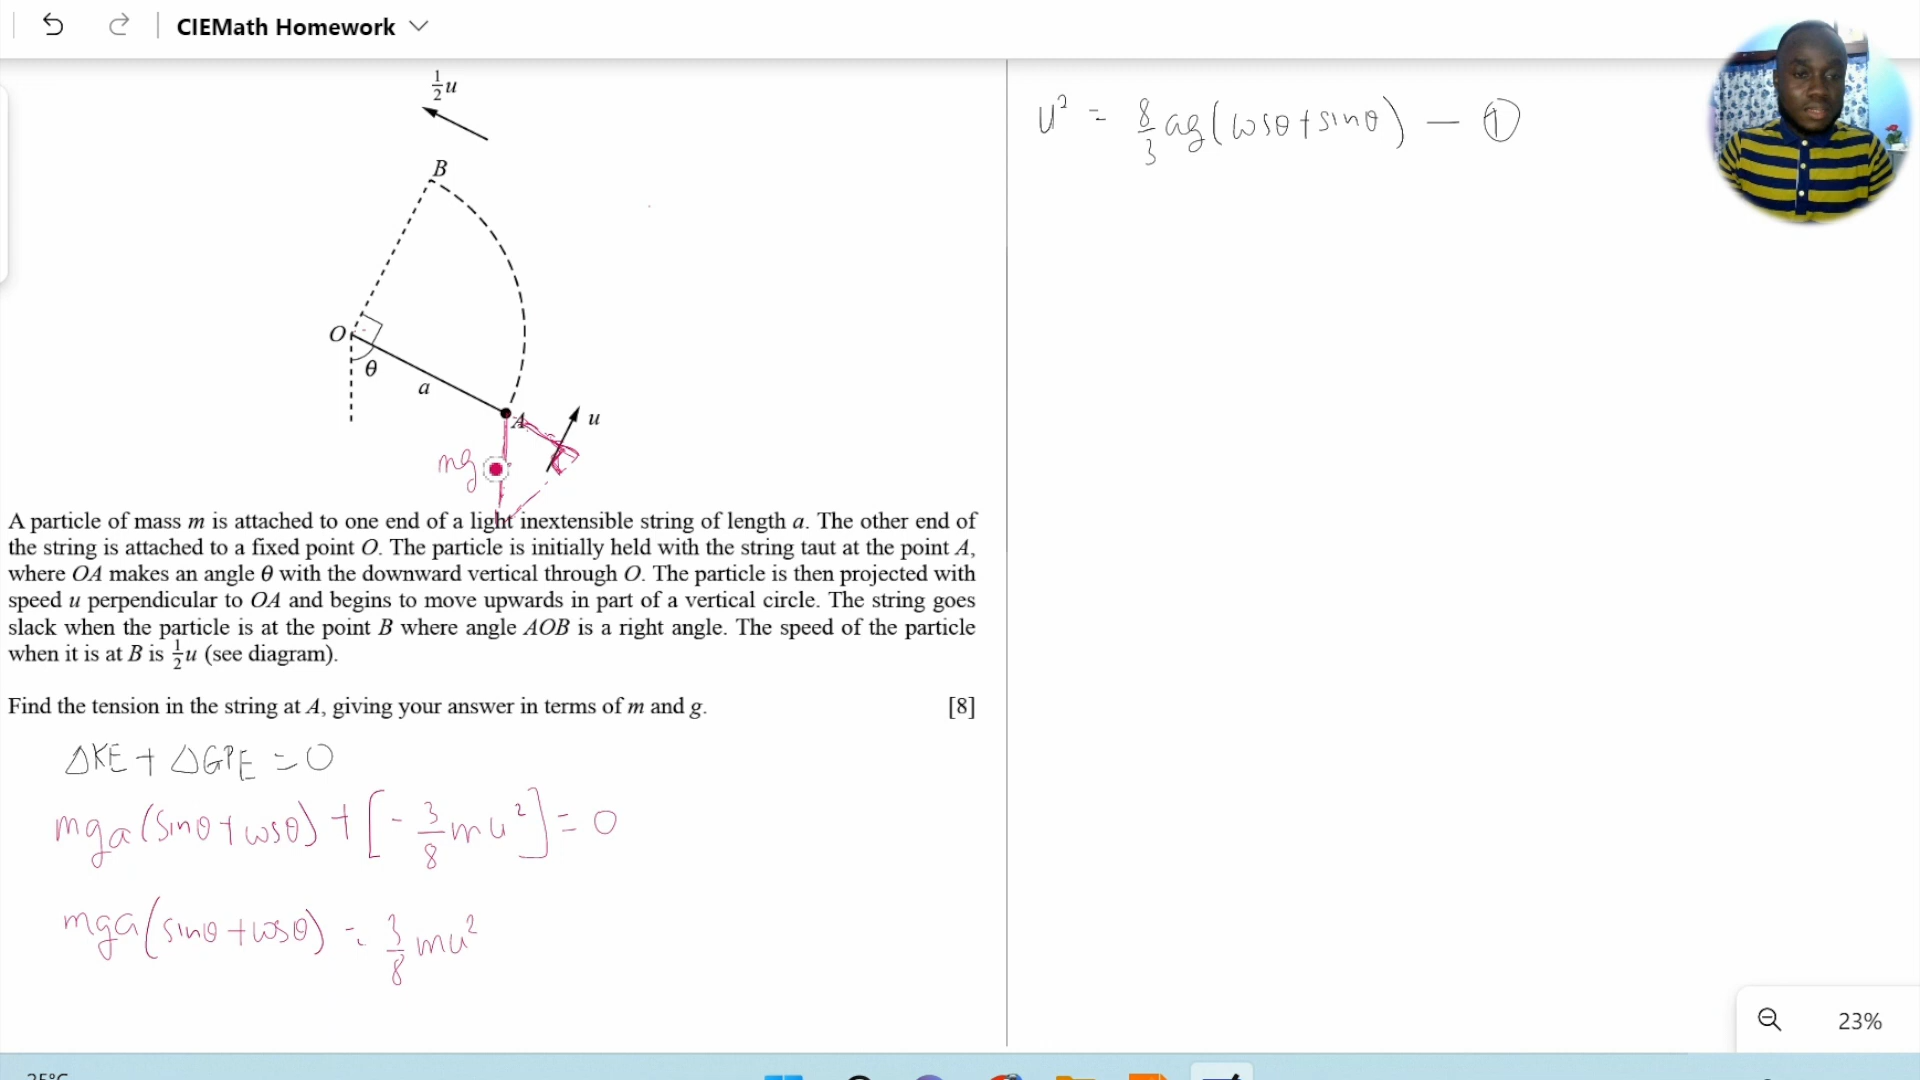 CIEMath Homework
½u
B
O
θ
a
A
u
mg
A particle of mass m is attached to one end of a light inextensible string of length a. The other end of
the string is attached to a fixed point O. The particle is initially held with the string taut at the point A,
where OA makes an angle θ with the downward vertical through O. The particle is then projected with
speed u perpendicular to OA and begins to move upwards in part of a vertical circle. The string goes
slack when the particle is at the point B where angle AOB is a right angle. The speed of the particle
when it is at B is ½u (see diagram).
Find the tension in the string at A, giving your answer in terms of m and g. [8]
ΔKE + ΔGPE = 0
mga(sinθ + cosθ) + [- 3/8 mu²] = 0
mga(sinθ + cosθ) = 3/8 mu²
u² = 8/3 ag(cosθ + sinθ) — ①
23%